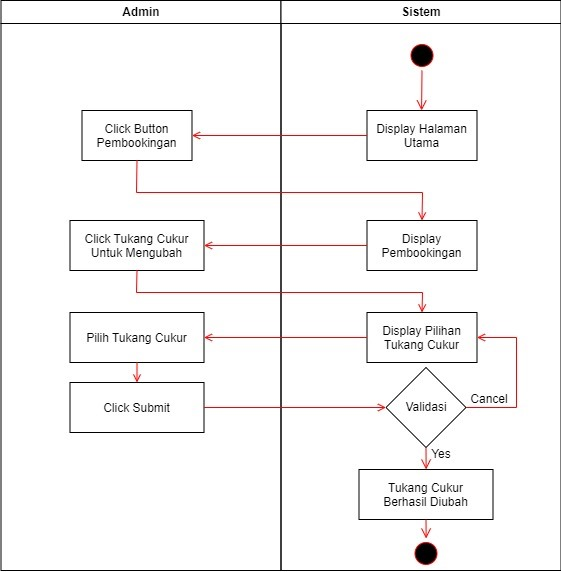 Admin
Sistem
Display Halaman
Utama
Click Button
Pembookingan
Display
Pembookingan
Click Tukang Cukur
Untuk Mengubah
Display Pilihan
Tukang Cukur
Pilih Tukang Cukur
Click Submit
Validasi
Cancel
Yes
Tukang Cukur
Berhasil Diubah